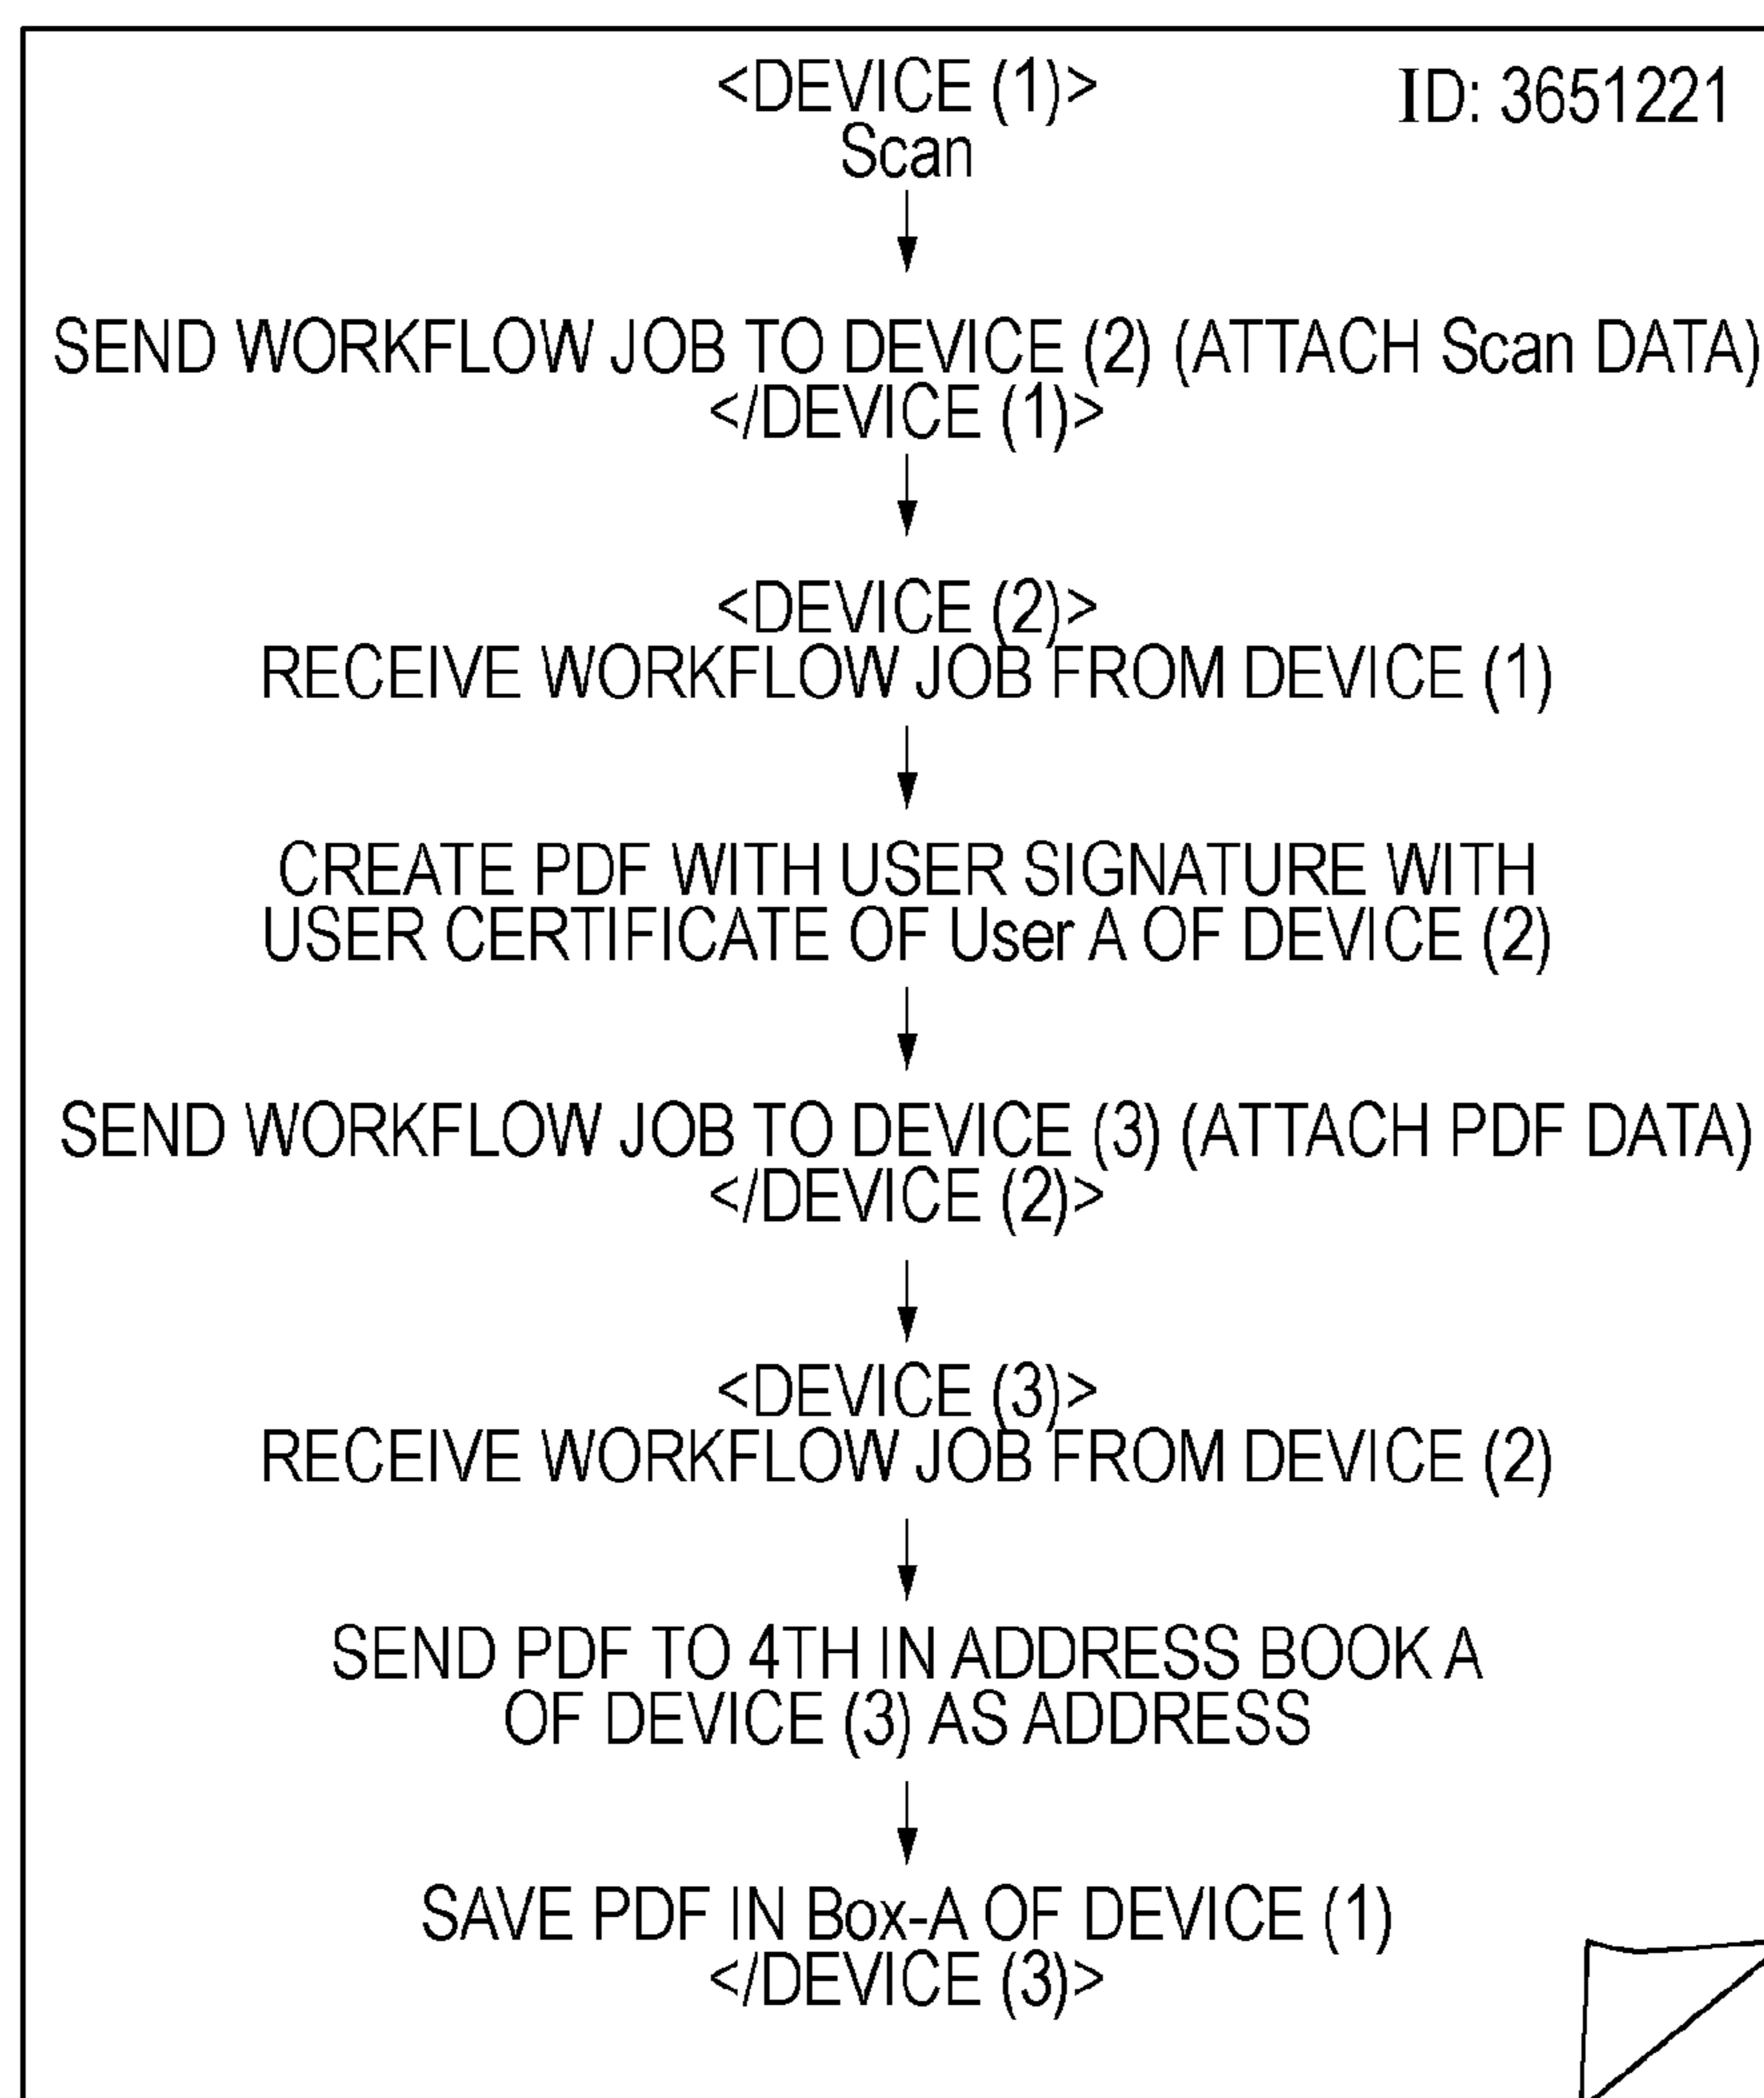 <DEVICE (1)>
ID: 3651221
Scan
SEND WORKFLOW JOB TO DEVICE (2) (ATTACH Scan DATA)
</DEVICE (1)>
<DEVICE (2)>
RECEIVE WORKFLOW JOB FROM DEVICE (1)
CREATE PDF WITH USER SIGNATURE WITH
USER CERTIFICATE OF User A OF DEVICE (2)
SEND WORKFLOW JOB TO DEVICE (3) (ATTACH PDF DATA)
</DEVICE (2)>
<DEVICE (3)>
RECEIVE WORKFLOW JOB FROM DEVICE (2)
SEND PDF TO 4TH IN ADDRESS BOOK A
OF DEVICE (3) AS ADDRESS
SAVE PDF IN Box-A OF DEVICE (1)
</DEVICE (3)>